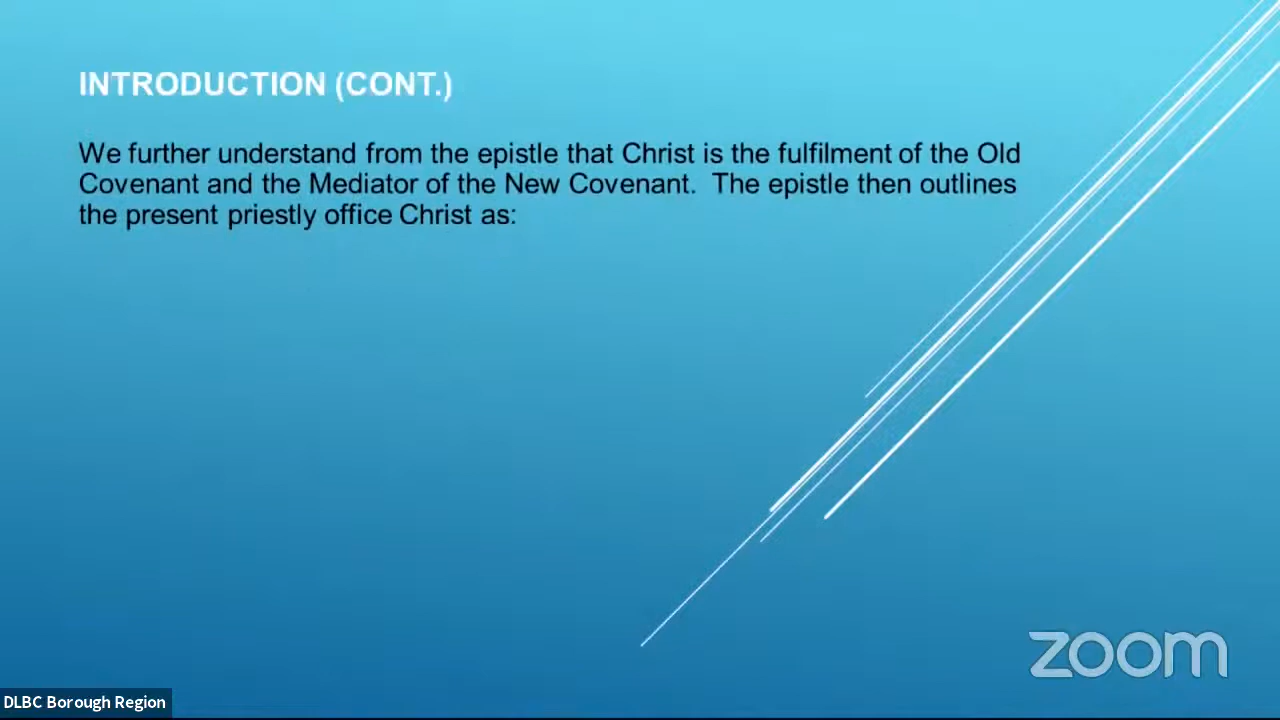 INTRODUCTION (CONT.)
We further understand from the epistle that Christ is the fulfilment of the Old
Covenant and the Mediator of the New Covenant.  The epistle then outlines
the present priestly office Christ as:
zoom
DLBC Borough Region